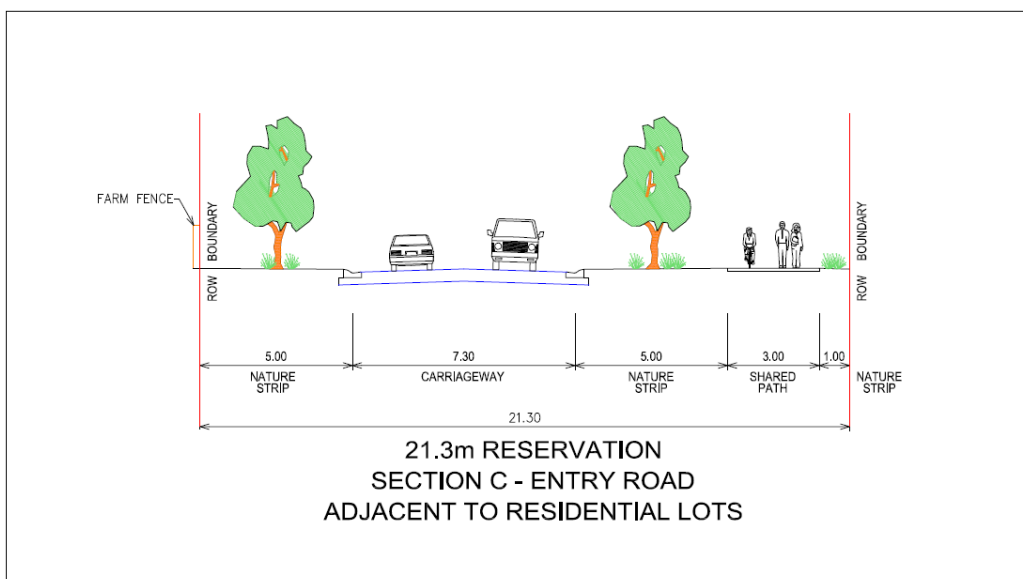 FARM FENCE
ROW BOUNDARY
ROW BOUNDARY
5.00
NATURE
STRIP
7.30
CARRIAGEWAY
5.00
NATURE
STRIP
3.00
SHARED
PATH
1.00
NATURE
STRIP
21.30
21.3m RESERVATION
SECTION C - ENTRY ROAD
ADJACENT TO RESIDENTIAL LOTS